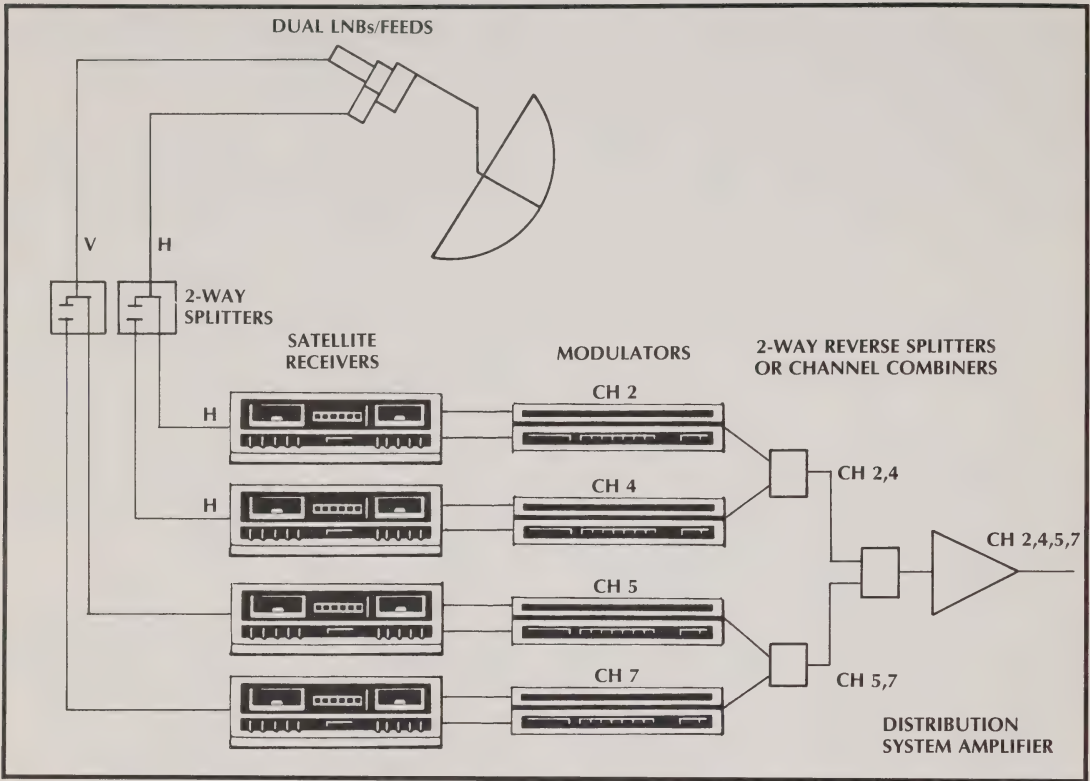 DUAL LNBs/FEEDS
V
H
2-WAY
SPLITTERS
SATELLITE
RECEIVERS
MODULATORS
2-WAY REVERSE SPLITTERS
OR CHANNEL COMBINERS
CH 2
H
CH 2,4
CH 4
H
CH 2,4,5,7
CH 5
CH 7
CH 5,7
DISTRIBUTION
SYSTEM AMPLIFIER